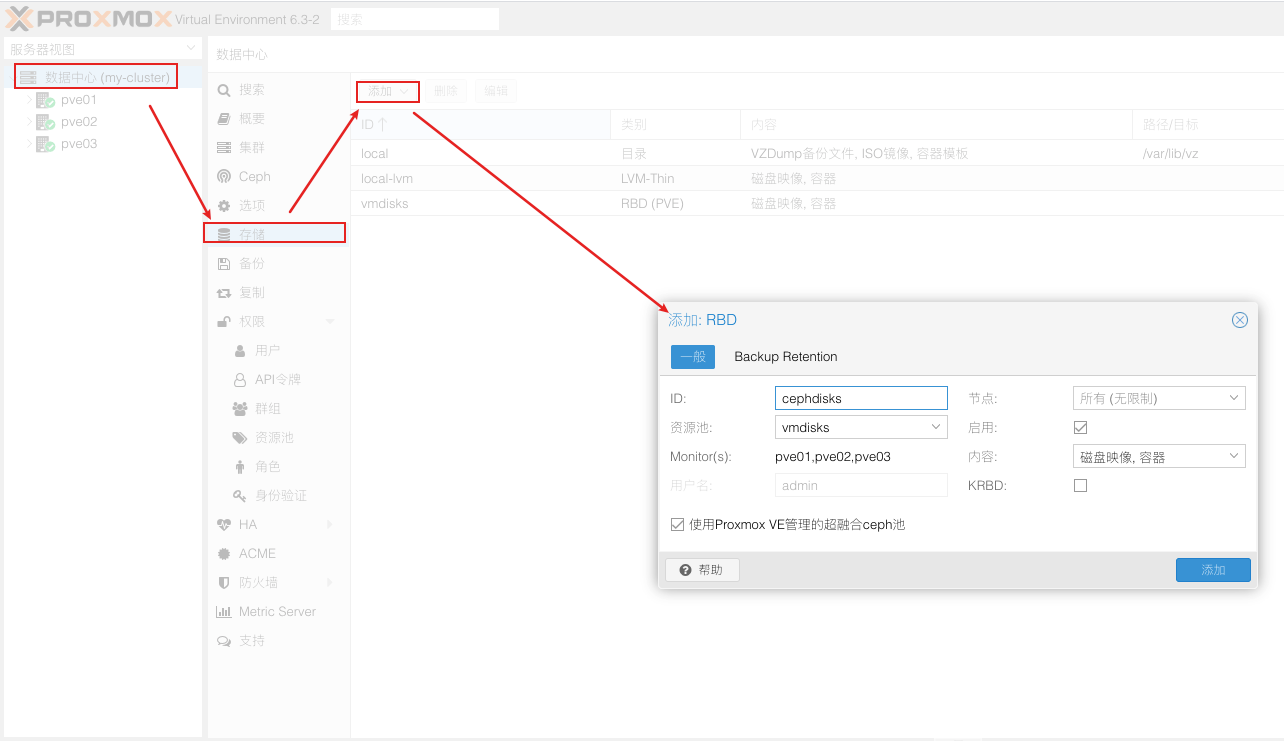 PROXMOX Virtual Environment 6.3-2 搜索
服务器视图
数据中心 (my-cluster)
pve01
pve02
pve03
数据中心
搜索
概要
集群
Ceph
选项
存储
备份
复制
权限
用户
API令牌
群组
资源池
角色
身份验证
HA
ACME
防火墙
Metric Server
支持
添加 删除 编辑
ID ↑ 类别 内容 路径/目标
local 目录 VZDump备份文件, ISO镜像, 容器模板 /var/lib/vz
local-lvm LVM-Thin 磁盘映像, 容器
vmdisks RBD (PVE) 磁盘映像, 容器
添加: RBD
一般 Backup Retention
ID: cephdisks 节点: 所有 (无限制)
资源池: vmdisks 启用:
Monitor(s): pve01,pve02,pve03 内容: 磁盘映像, 容器
用户名: admin KRBD:
使用Proxmox VE管理的超融合ceph池
帮助 添加